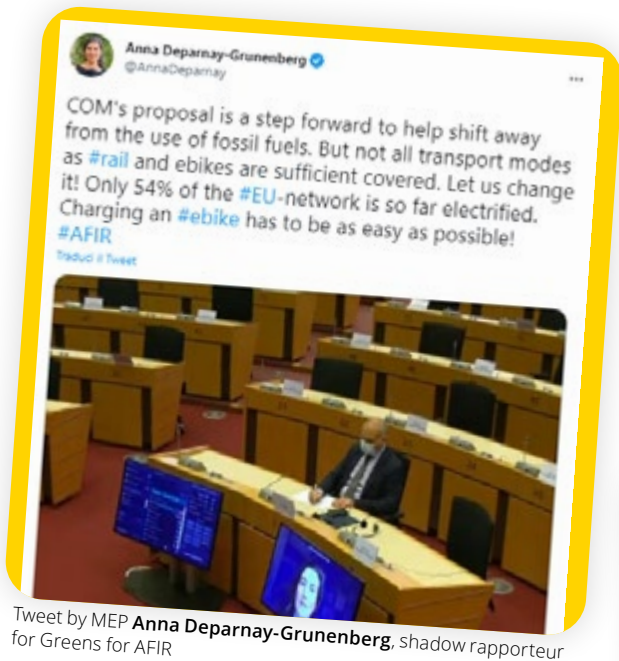 Anna Deparnay-Grunenberg
@AnnaDeparnay
COM's proposal is a step forward to help shift away
from the use of fossil fuels. But not all transport modes
as #rail and ebikes are sufficient covered. Let us change
it! Only 54% of the #EU-network is so far electrified.
Charging an #ebike has to be as easy as possible!
#AFIR
Traduci il Tweet
Tweet by MEP Anna Deparnay-Grunenberg, shadow rapporteur
for Greens for AFIR